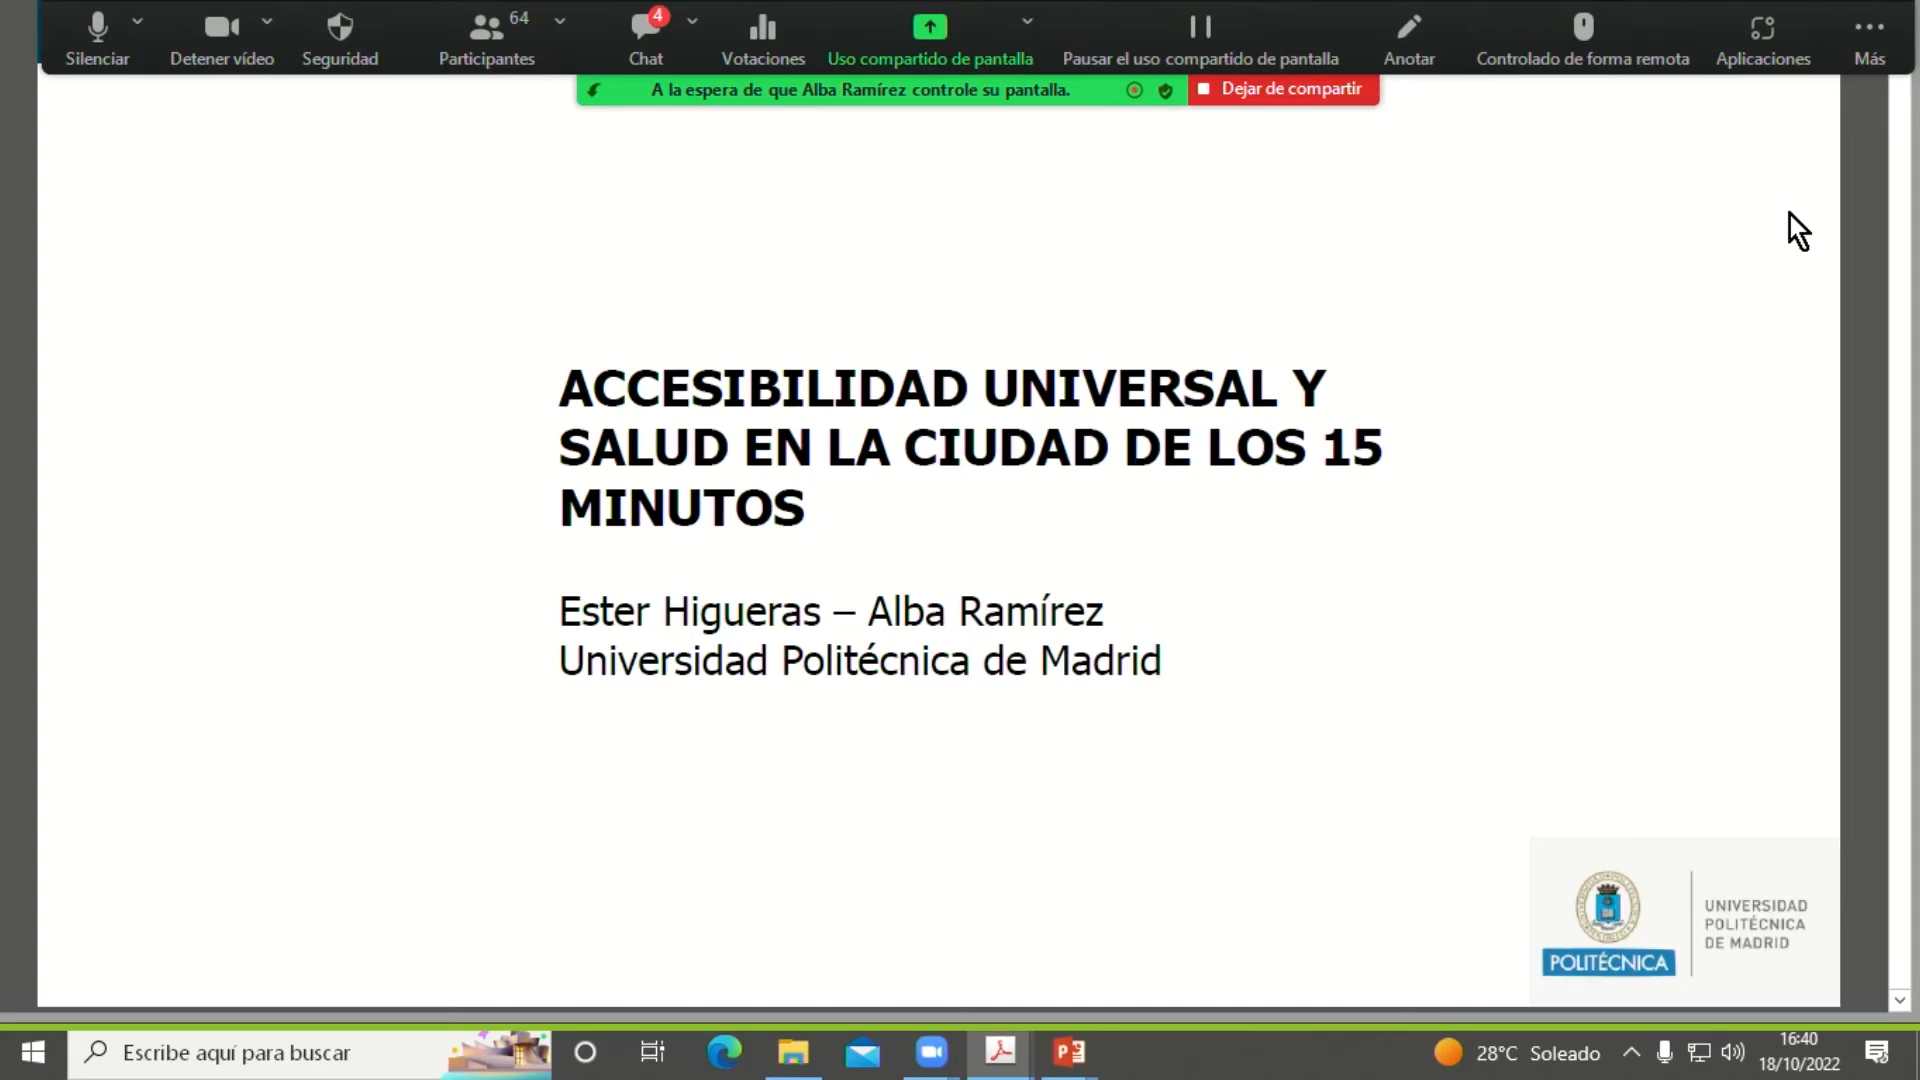 64
4
Silenciar
Detener vídeo
Seguridad
Participantes
Chat
Votaciones
Uso compartido de pantalla
Pausar el uso compartido de pantalla
Anotar
Controlado de forma remota
Aplicaciones
Más
A la espera de que Alba Ramírez controle su pantalla.
Dejar de compartir
ACCESIBILIDAD UNIVERSAL Y
SALUD EN LA CIUDAD DE LOS 15
MINUTOS
Ester Higueras – Alba Ramírez
Universidad Politécnica de Madrid
POLITÉCNICA
UNIVERSIDAD
POLITÉCNICA
DE MADRID
Escribe aquí para buscar
28°C Soleado
16:40
18/10/2022